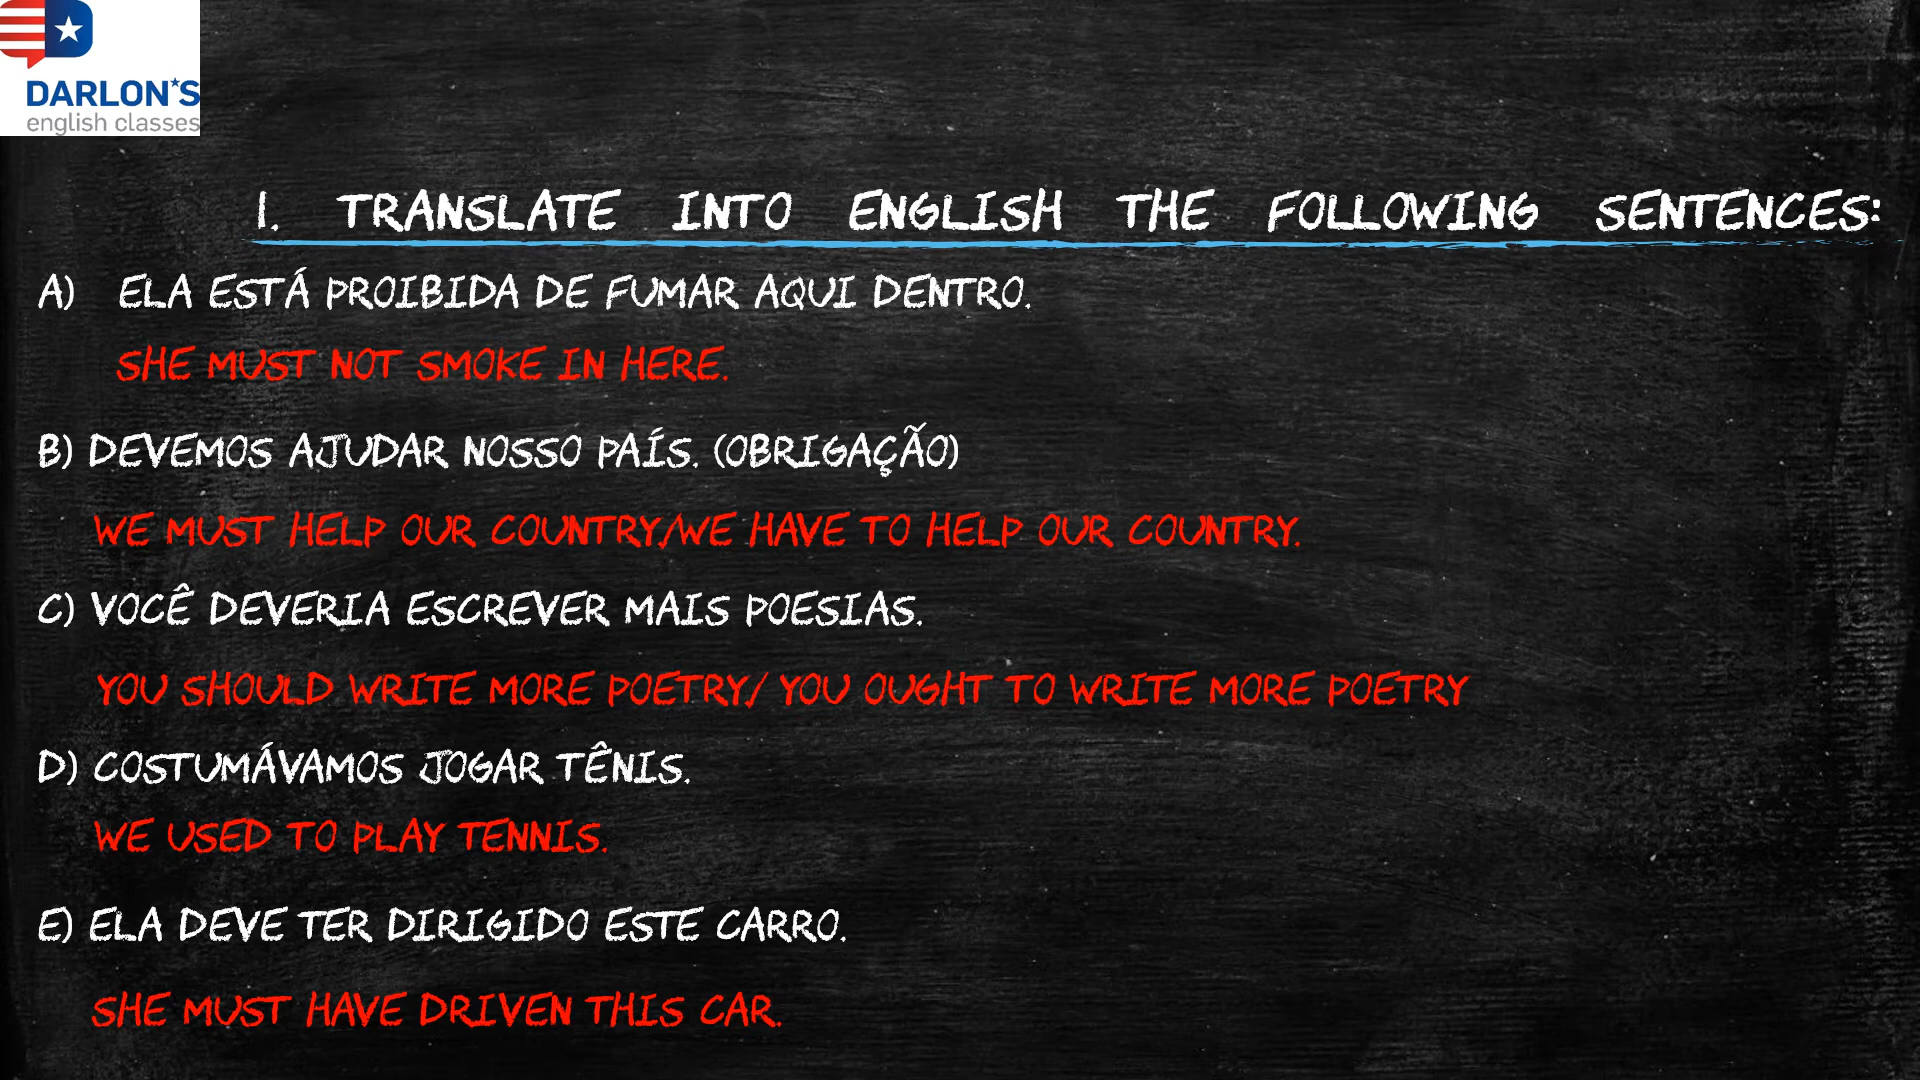 DARLON'S
english classes
1. TRANSLATE INTO ENGLISH THE FOLLOWING SENTENCES:
A) ELA ESTÁ PROIBIDA DE FUMAR AQUI DENTRO.
SHE MUST NOT SMOKE IN HERE.
B) DEVEMOS AJUDAR NOSSO PAÍS. (OBRIGAÇÃO)
WE MUST HELP OUR COUNTRY./WE HAVE TO HELP OUR COUNTRY.
C) VOCÊ DEVERIA ESCREVER MAIS POESIAS.
YOU SHOULD WRITE MORE POETRY/ YOU OUGHT TO WRITE MORE POETRY
D) COSTUMÁVAMOS JOGAR TÊNIS.
WE USED TO PLAY TENNIS.
E) ELA DEVE TER DIRIGIDO ESTE CARRO.
SHE MUST HAVE DRIVEN THIS CAR.